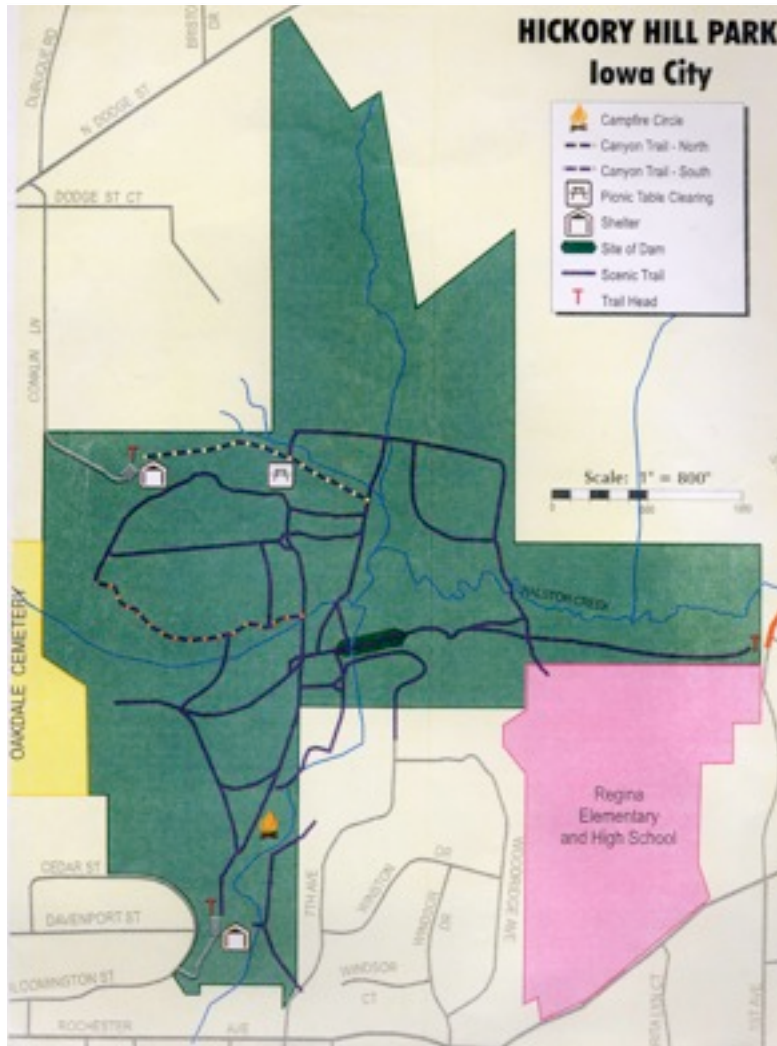 HICKORY HILL PARK
Iowa City
Campfire Circle
Canyon Trail - North
Canyon Trail - South
Picnic Table Clearing
Shelter
Site of Dam
Scenic Trail
T Trail Head
DUBUQUE RD
BRISTOL
DR
N DODGE ST
DODGE ST CT
CONKLIN LN
T
Scale: 1" = 800"
0
RALSTON CREEK
OAKDALE CEMETERY
T
Regina
Elementary
and High School
CEDAR ST
DAVENPORT ST
T
LOOMINGTON ST
ROCHESTER AVE
7TH AVE
WINSTON
WINDSOR
DR
WINDSOR
CT
WOODRIDGE AVE
1ST AVE